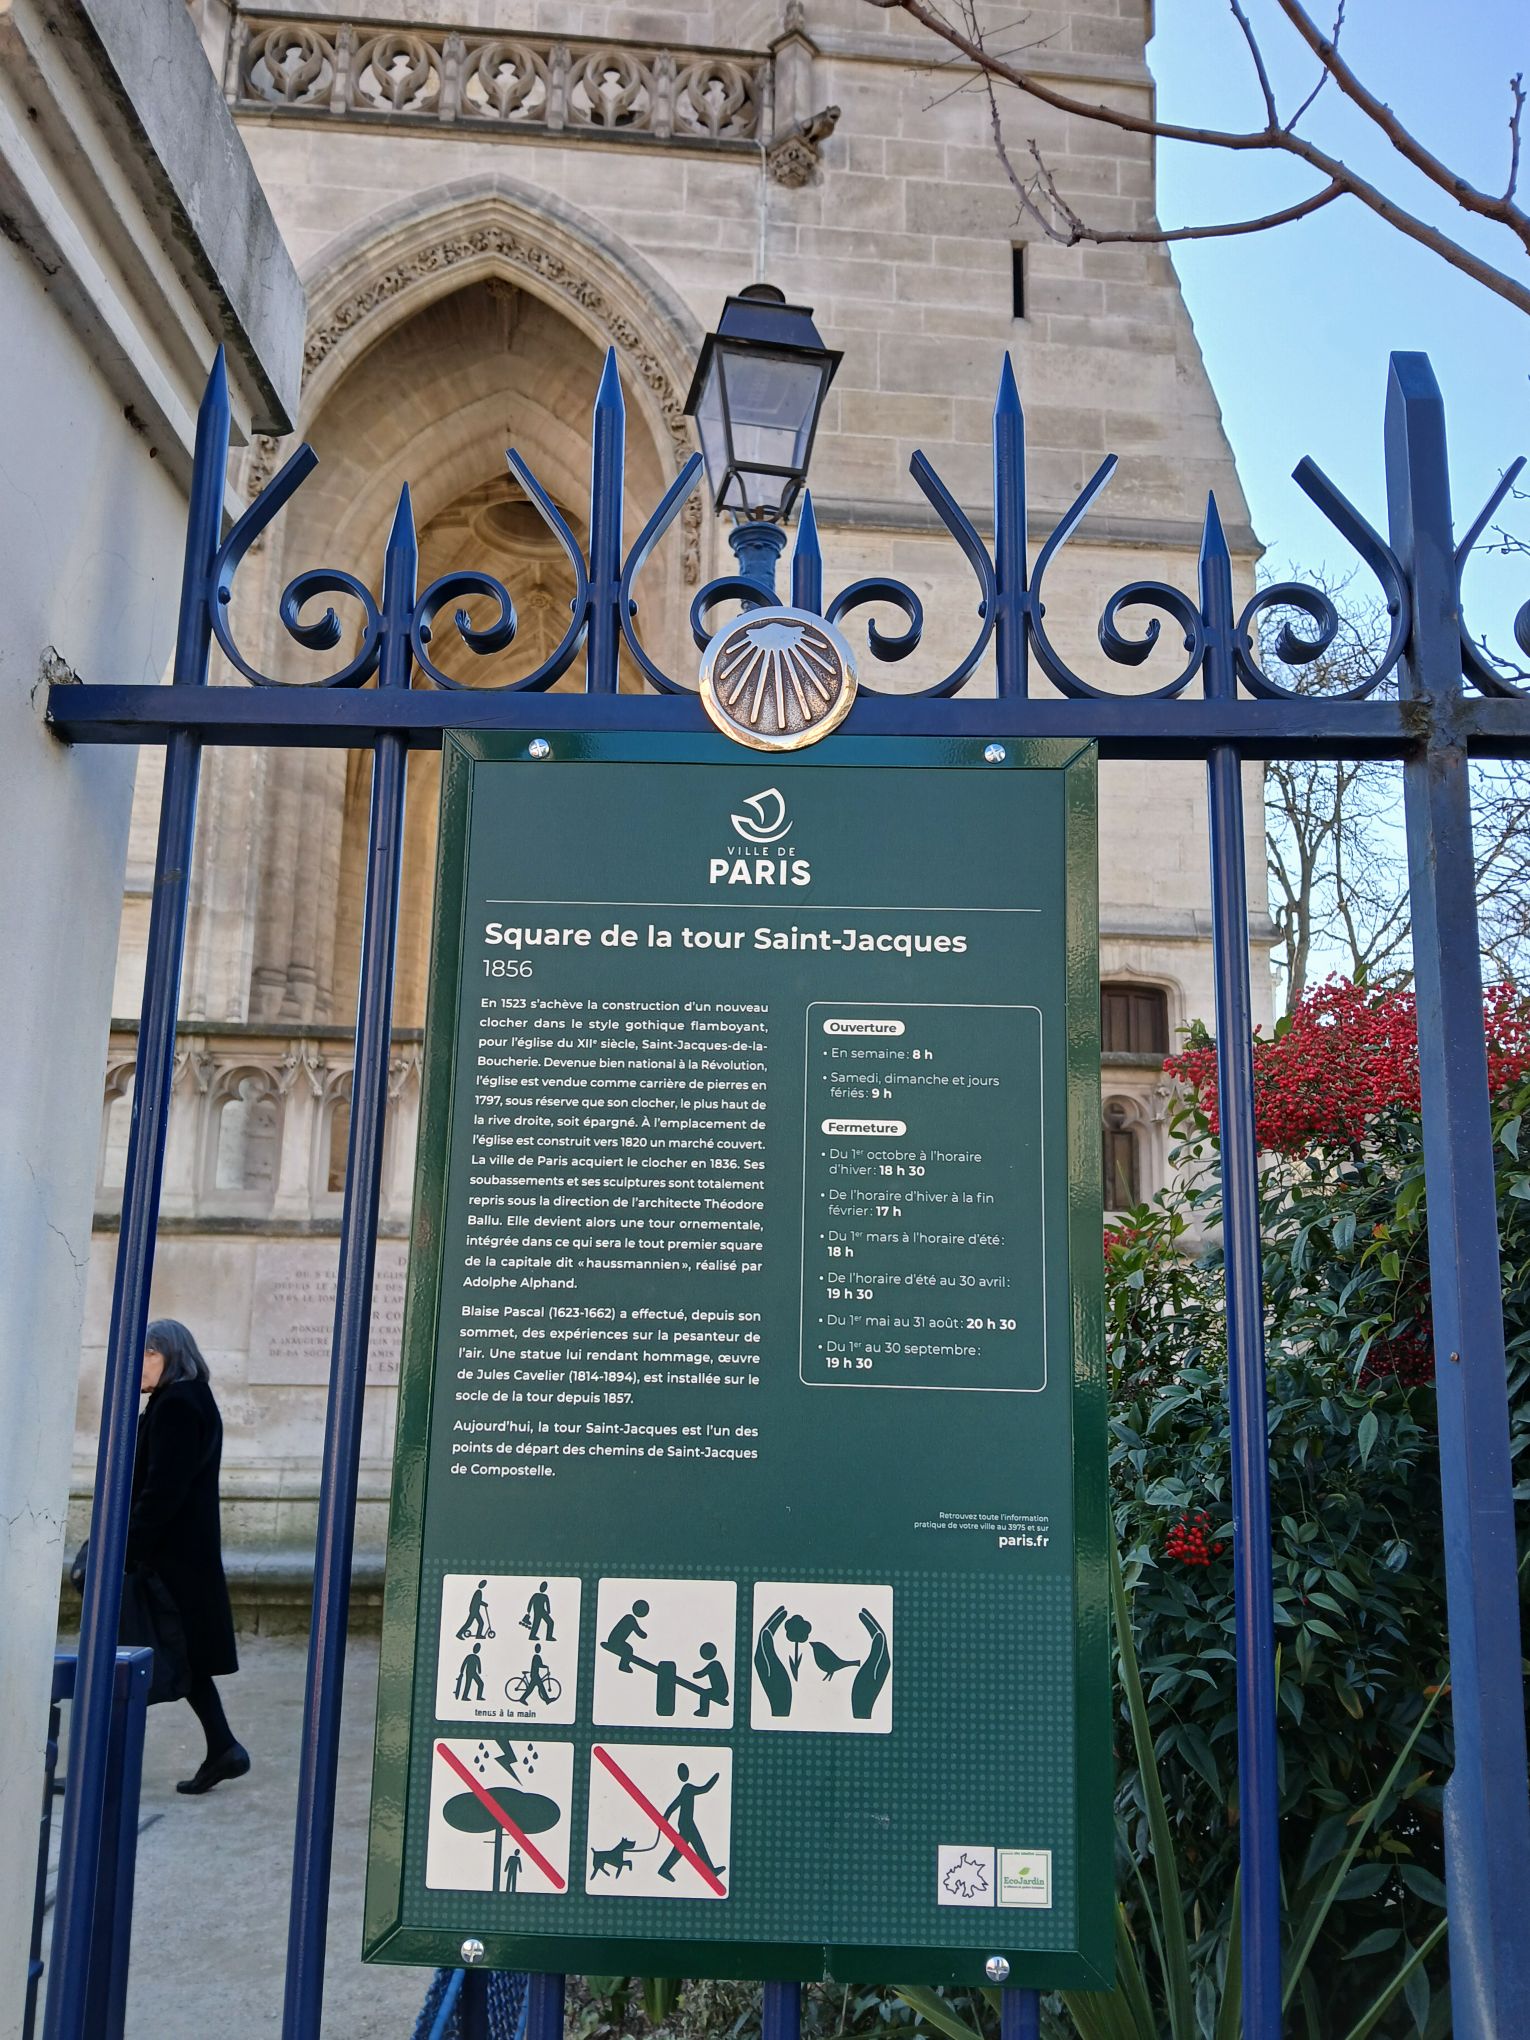 VILLE DE
PARIS
Square de la tour Saint-Jacques
1856
En 1523 s'achève la construction d'un nouveau
clocher dans le style gothique flamboyant,
pour l'église du XIIe siècle, Saint-Jacques-de-la-
Boucherie. Devenue bien national à la Révolution,
l'église est vendue comme carrière de pierres en
1797, sous réserve que son clocher, le plus haut de
la rive droite, soit épargné. À l'emplacement de
l'église est construit vers 1820 un marché couvert.
La ville de Paris acquiert le clocher en 1836. Ses
soubassements et ses sculptures sont totalement
repris sous la direction de l'architecte Théodore
Ballu. Elle devient alors une tour ornementale,
intégrée dans ce qui sera le tout premier square
de la capitale dit « haussmannien », réalisé par
Adolphe Alphand.
Blaise Pascal (1623-1662) a effectué, depuis son
sommet, des expériences sur la pesanteur de
l'air. Une statue lui rendant hommage, œuvre
de Jules Cavelier (1814-1894), est installée sur le
socle de la tour depuis 1857.
Aujourd'hui, la tour Saint-Jacques est l'un des
points de départ des chemins de Saint-Jacques
de Compostelle.
Ouverture
• En semaine : 8 h
• Samedi, dimanche et jours
fériés : 9 h
Fermeture
• Du 1er octobre à l'horaire
d'hiver : 18 h 30
• De l'horaire d'hiver à la fin
février : 17 h
• Du 1er mars à l'horaire d'été :
18 h
• De l'horaire d'été au 30 avril :
19 h 30
• Du 1er mai au 31 août : 20 h 30
• Du 1er au 30 septembre :
19 h 30
Retrouvez toute l'information
pratique de votre ville au 3975 et sur
paris.fr
tenus à la main
EcoJardin